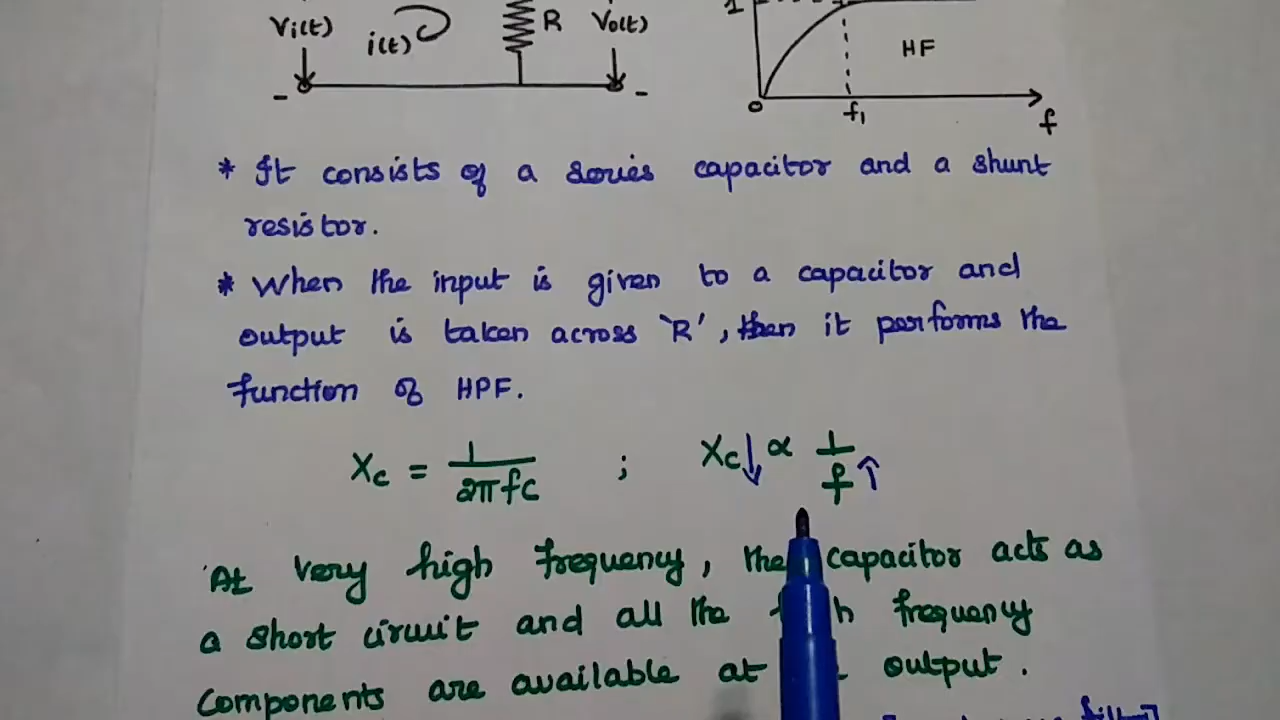 Vi(t) i(t) R Vo(t) 1 HF
- - 0 f1 f
* It consists of a series capacitor and a shunt
resistor.
* When the input is given to a capacitor and
output is taken across 'R', then it performs the
function of HPF.
Xc = 1/2πfC ; Xc↓ ∝ 1/f↑
At very high frequency, the capacitor acts as
a short circuit and all the frequency
components are available at output.